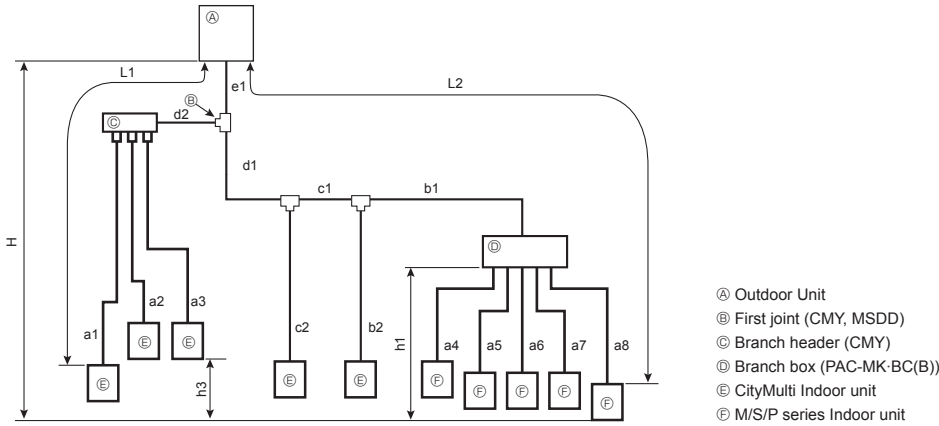 Ⓐ
L1
e1
L2
Ⓑ
Ⓒ
d2
d1
c1
b1
H
Ⓓ
a1
a2
a3
c2
b2
h1
a4
a5
a6
a7
a8
Ⓔ
Ⓔ
Ⓔ
Ⓔ
Ⓔ
Ⓕ
Ⓕ
Ⓕ
Ⓕ
Ⓕ
h3
Ⓐ Outdoor Unit
Ⓑ First joint (CMY, MSDD)
Ⓒ Branch header (CMY)
Ⓓ Branch box (PAC-MK·BC(B))
Ⓔ CityMulti Indoor unit
Ⓕ M/S/P series Indoor unit